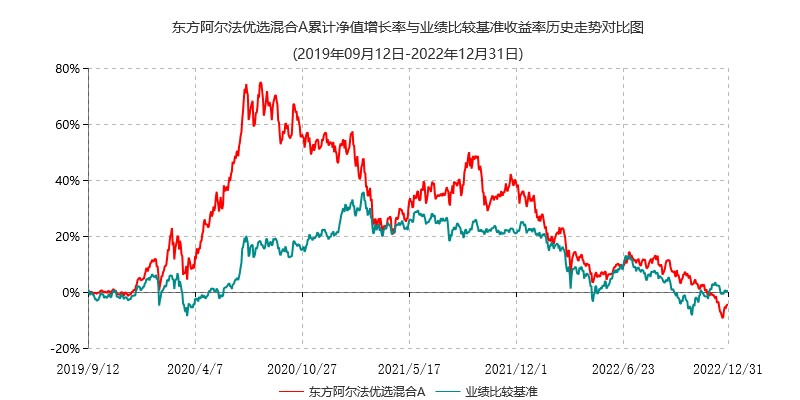 东方阿尔法优选混合A累计净值增长率与业绩比较基准收益率历史走势对比图
(2019年09月12日-2022年12月31日)
80%
60%
40%
20%
0%
-20%
2019/9/12 2020/4/7 2020/10/27 2021/5/17 2021/12/1 2022/6/23 2022/12/31
东方阿尔法优选混合A 业绩比较基准